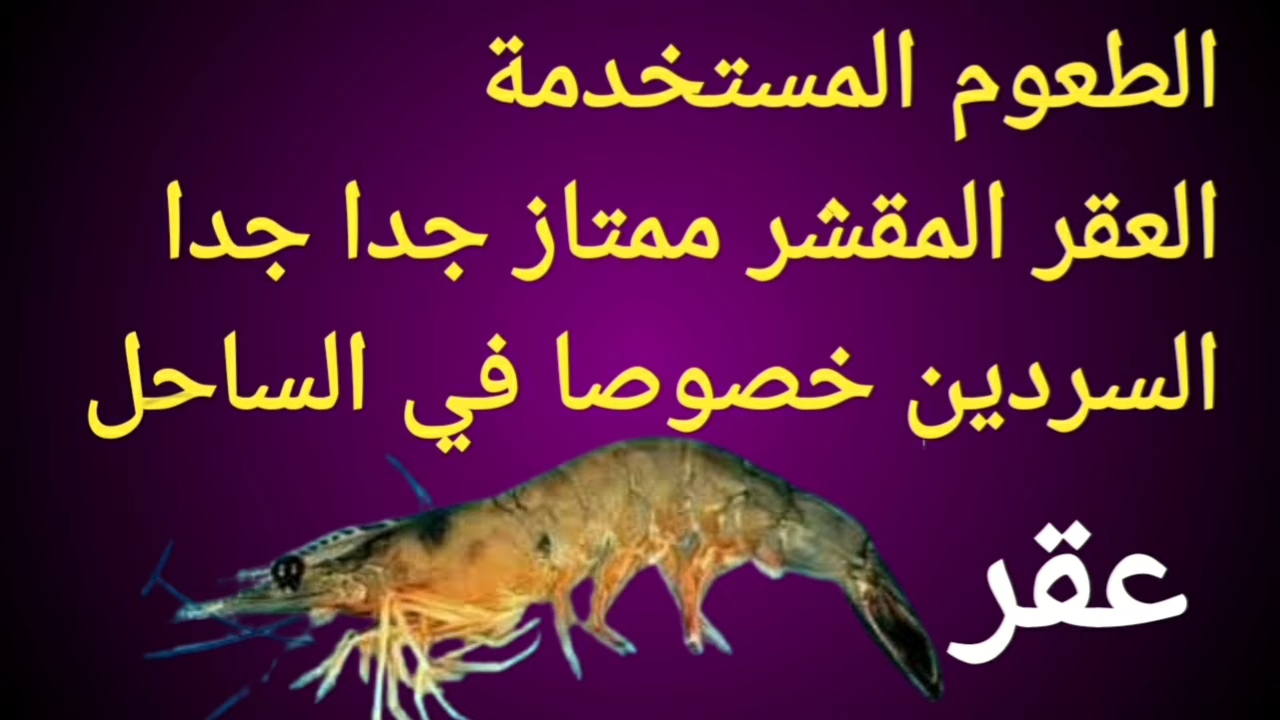 الطعوم المستخدمة
العقر المقشر ممتاز جدا جدا
السردين خصوصا في الساحل
عقر